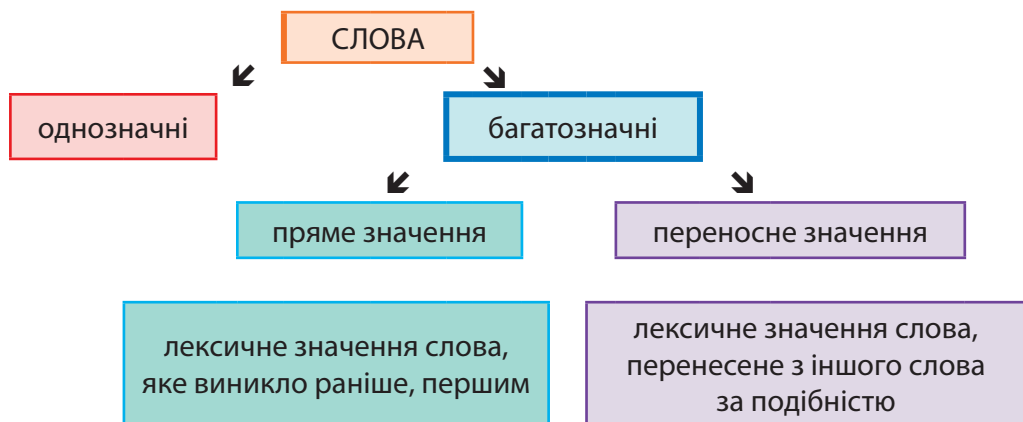 СЛОВА
однозначні
багатозначні
пряме значення
переносне значення
лексичне значення слова,
яке виникло раніше, першим
лексичне значення слова,
перенесене з іншого слова
за подібністю